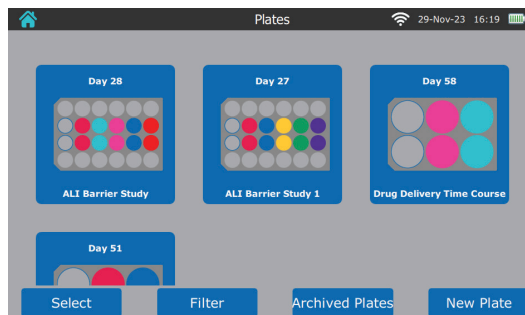 Plates
29-Nov-23 16:19
Day 28
ALI Barrier Study
Day 27
ALI Barrier Study 1
Day 58
Drug Delivery Time Course
Day 51
Select
Filter
Archived Plates
New Plate